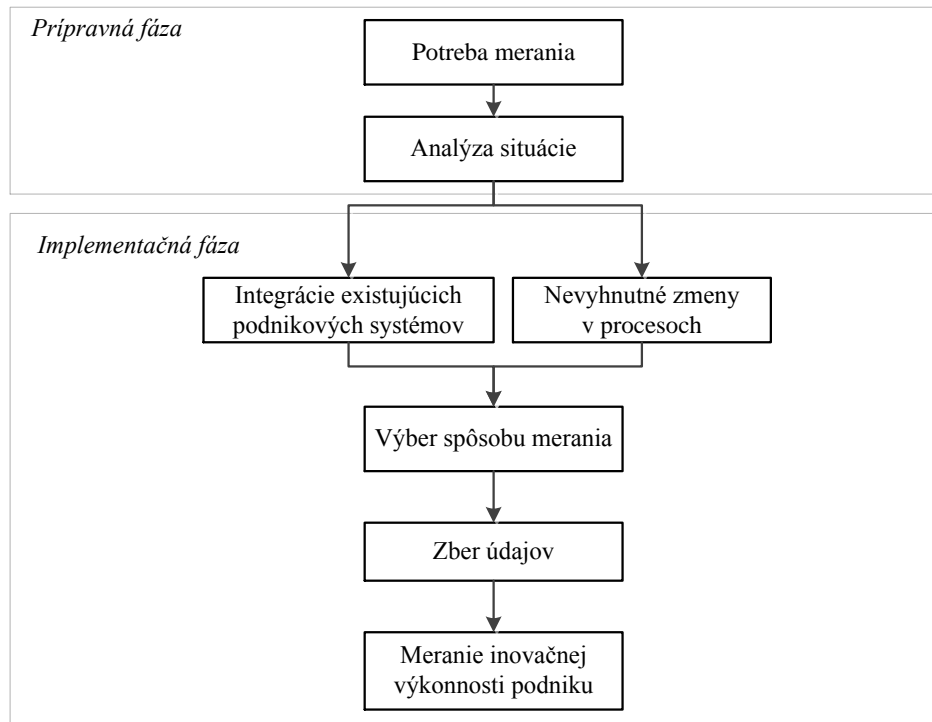 Prípravná fáza
Potreba merania
Analýza situácie
Implementačná fáza
Integrácie existujúcich
podnikových systémov
Nevyhnutné zmeny
v procesoch
Výber spôsobu merania
Zber údajov
Meranie inovačnej
výkonnosti podniku